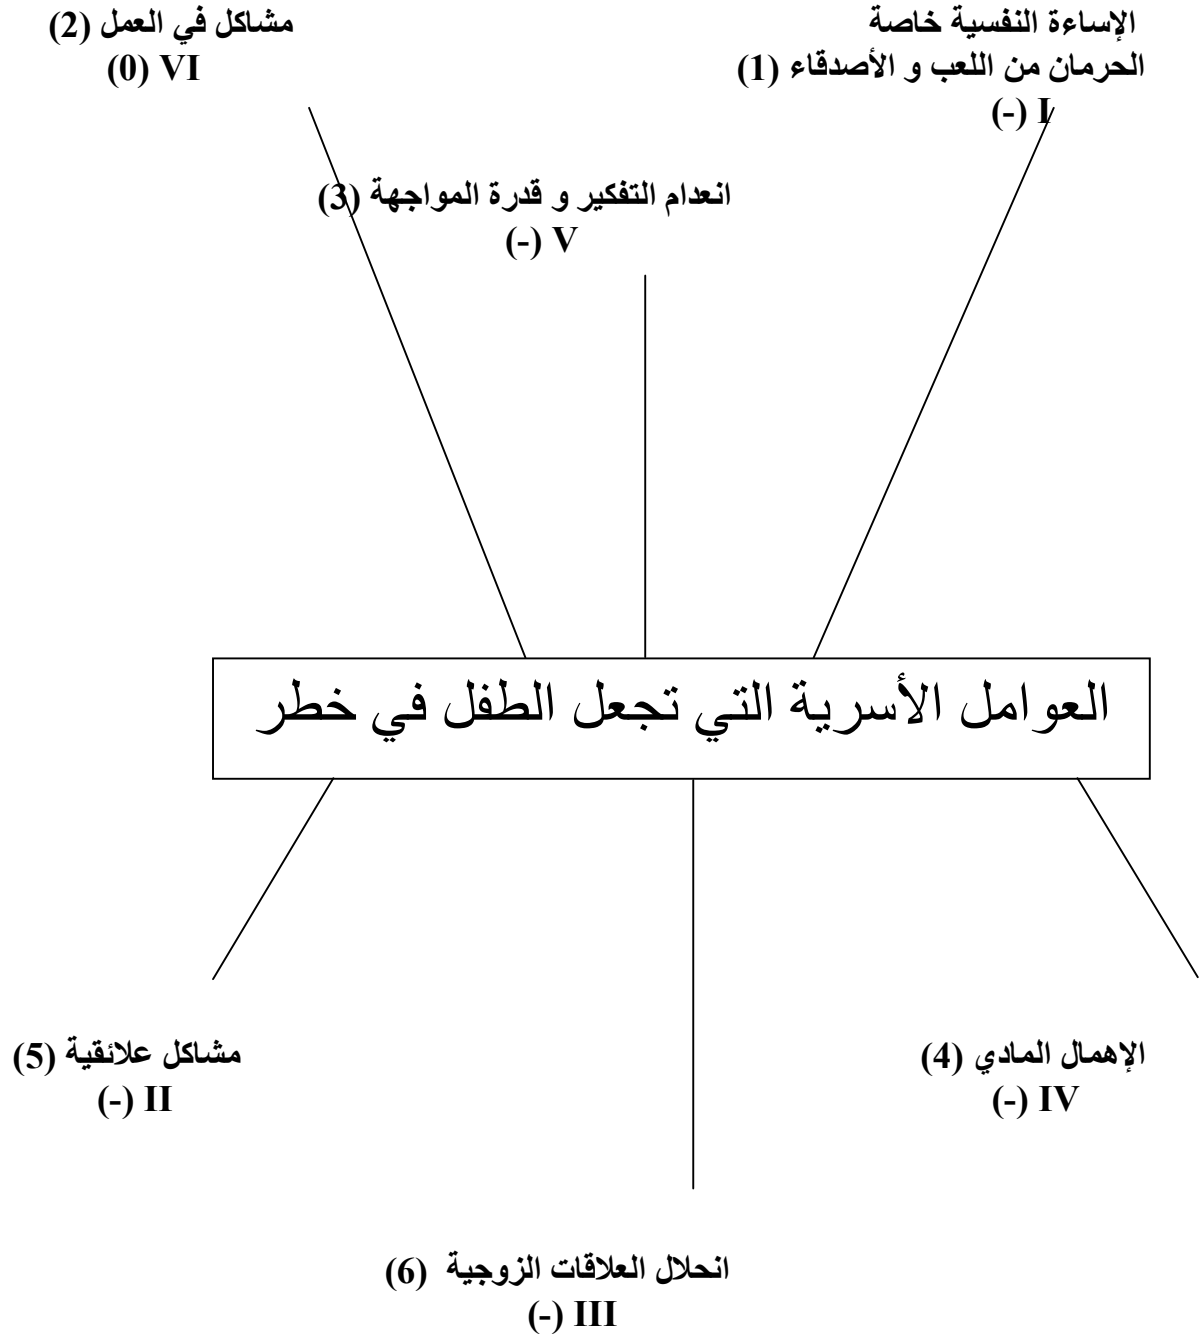 الإساءة النفسية خاصة
الحرمان من اللعب و الأصدقاء (1)
I (-)
مشاكل في العمل (2)
VI (0)
انعدام التفكير و قدرة المواجهة (3)
V (-)
العوامل الأسرية التي تجعل الطفل في خطر
الإهمال المادي (4)
IV (-)
مشاكل علائقية (5)
II (-)
انحلال العلاقات الزوجية (6)
III (-)